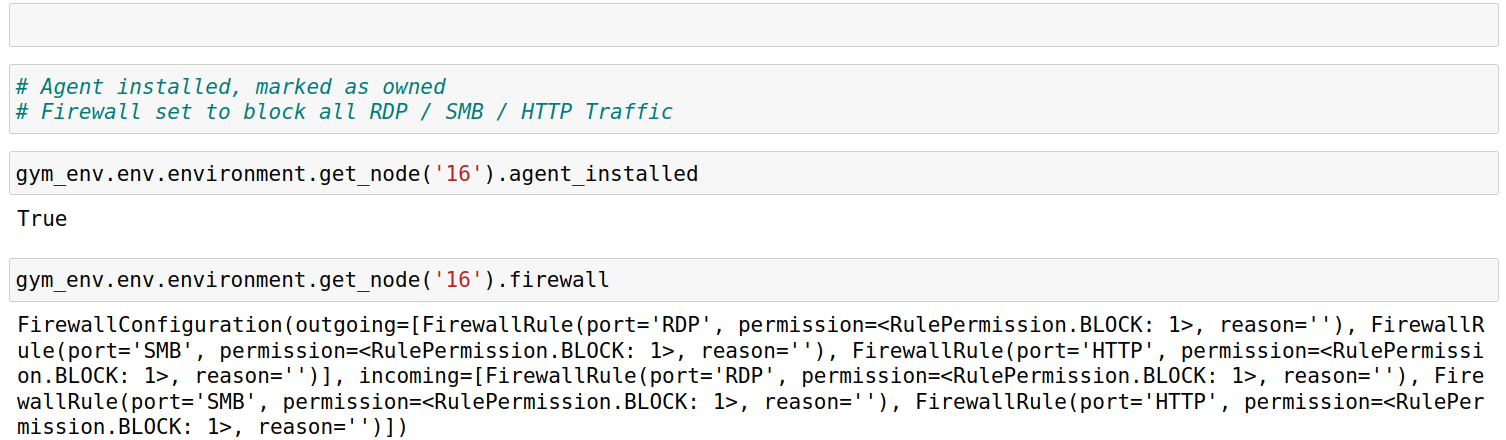 # Agent installed, marked as owned
# Firewall set to block all RDP / SMB / HTTP Traffic
gym_env.env.environment.get_node('16').agent_installed
True
gym_env.env.environment.get_node('16').firewall
FirewallConfiguration(outgoing=[FirewallRule(port='RDP', permission=<RulePermission.BLOCK: 1>, reason=''), FirewallR
ule(port='SMB', permission=<RulePermission.BLOCK: 1>, reason=''), FirewallRule(port='HTTP', permission=<RulePermissi
on.BLOCK: 1>, reason='')], incoming=[FirewallRule(port='RDP', permission=<RulePermission.BLOCK: 1>, reason=''), Fire
wallRule(port='SMB', permission=<RulePermission.BLOCK: 1>, reason=''), FirewallRule(port='HTTP', permission=<RulePer
mission.BLOCK: 1>, reason='')])